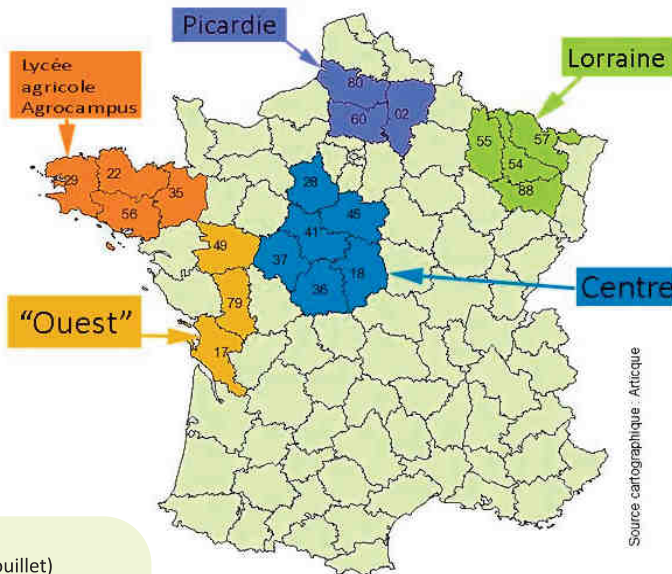 Picardie
Lycée
agricole
Agrocampus
Lorraine
80
02
60
55
57
54
88
29
22
35
56
28
45
41
37
18
36
49
79
17
Centre
"Ouest"
Source cartographique : Articque
ouillet)